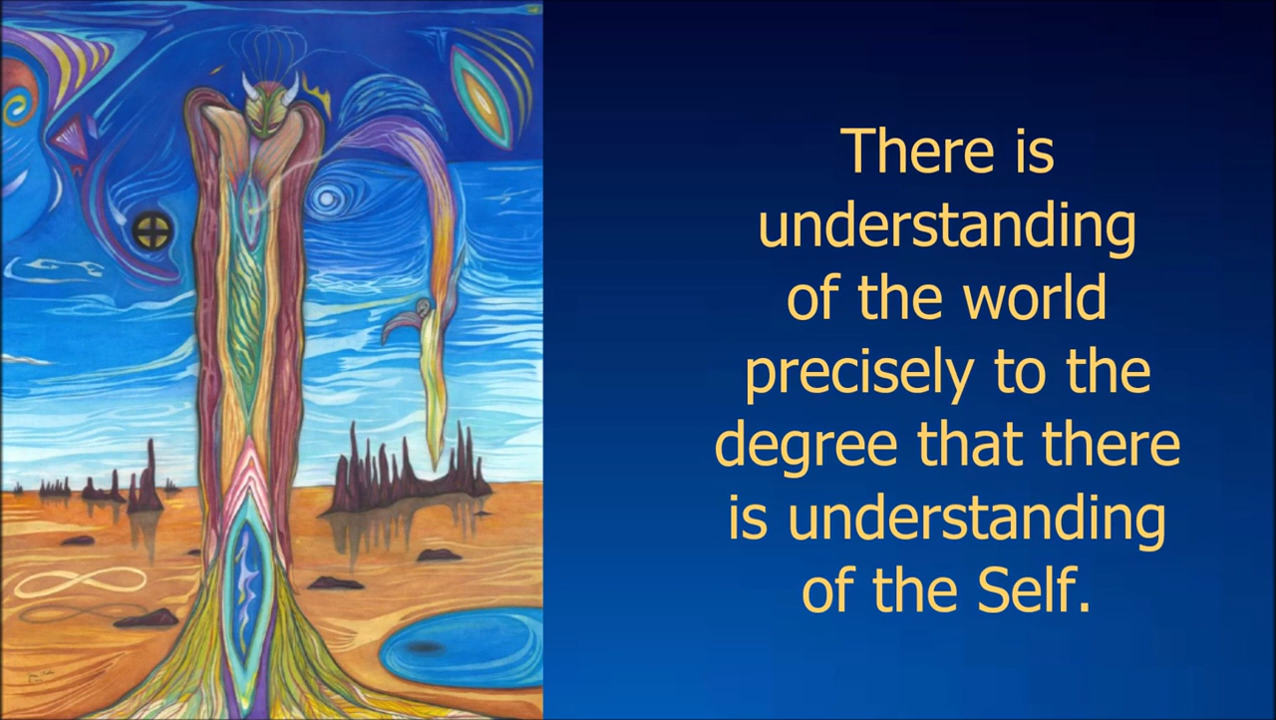 There is
understanding
of the world
precisely to the
degree that there
is understanding
of the Self.